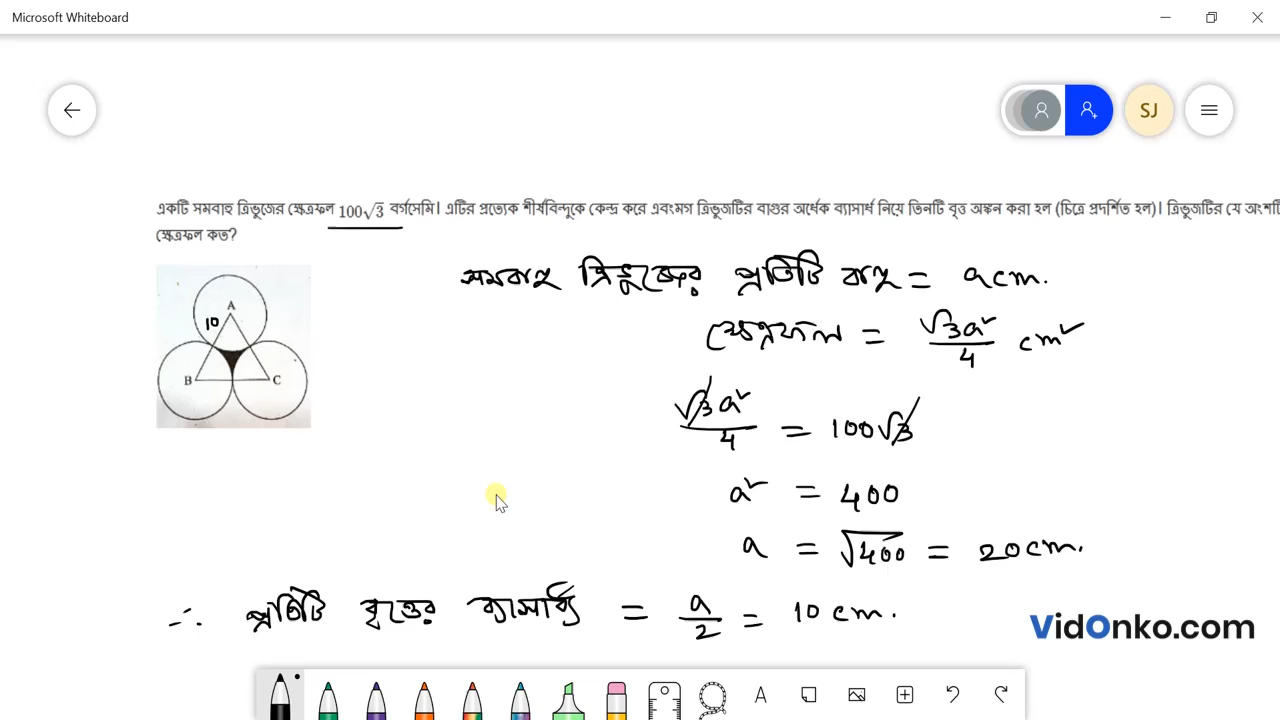 Microsoft Whiteboard
SJ
একটি সমবাহু ত্রিভুজের ক্ষেত্রফল 100√3 বর্গসেমি। এটির প্রত্যেক শীর্ষবিন্দুকে কেন্দ্র করে এবংমগ ত্রিভুজটির বাগুর অর্ধেক ব্যাসার্ধ নিয়ে তিনটি বৃত্ত অঙ্কন করা হল (চিত্রে প্রদর্শিত হল)। ত্রিভুজটির যে অংশটি
ক্ষেত্রফল কত?
A
10
B C
সমবাহু ত্রিভুজের প্রতিটি বাহু = a cm.
ক্ষেত্রফল = √3a²/4 cm²
√3a²/4 = 100√3
a² = 400
a = √400 = 20 cm.
∴ প্রতিটি বৃত্তের ব্যাসার্ধ = a/2 = 10 cm.
VidOnko.com
A